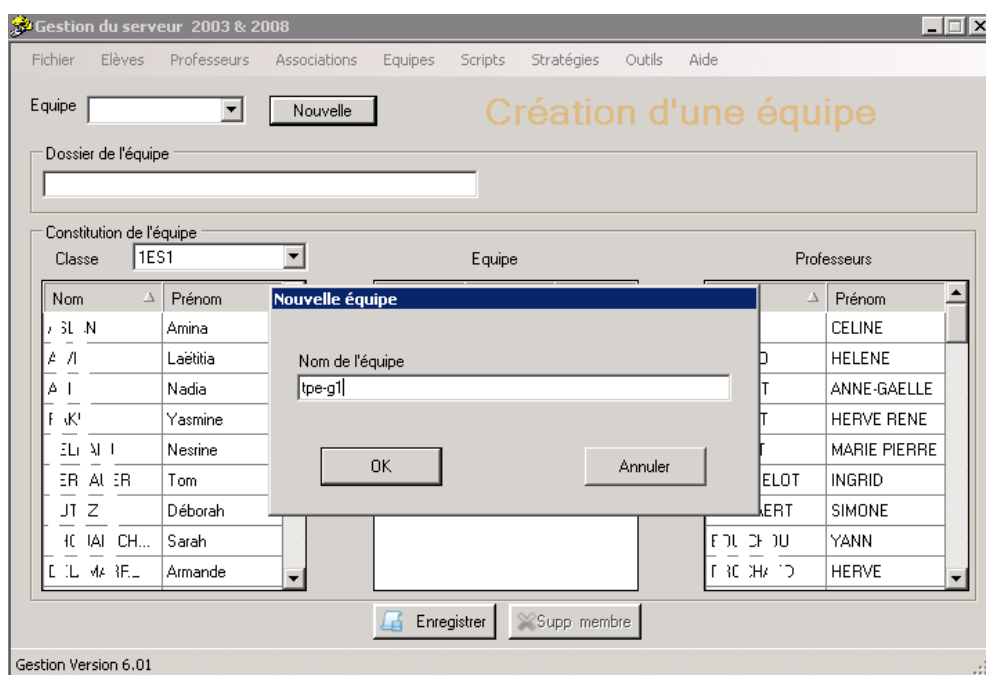 Gestion du serveur 2003 & 2008
Fichier Elèves Professeurs Associations Equipes Scripts Stratégies Outils Aide
Equipe Nouvelle Création d'une équipe
Dossier de l'équipe
Constitution de l'équipe
Classe 1ES1 Equipe Professeurs
Nom Prénom Prénom
Nouvelle équipe
Amina CELINE
Laëtitia HELENE
Nom de l'équipe
Nadia ANNE-GAELLE
tpe-g1
Yasmine HERVE RENE
Nesrine MARIE PIERRE
OK Annuler
Tom INGRID
Déborah SIMONE
Sarah YANN
Armande HERVE
Enregistrer Supp membre
Gestion Version 6.01